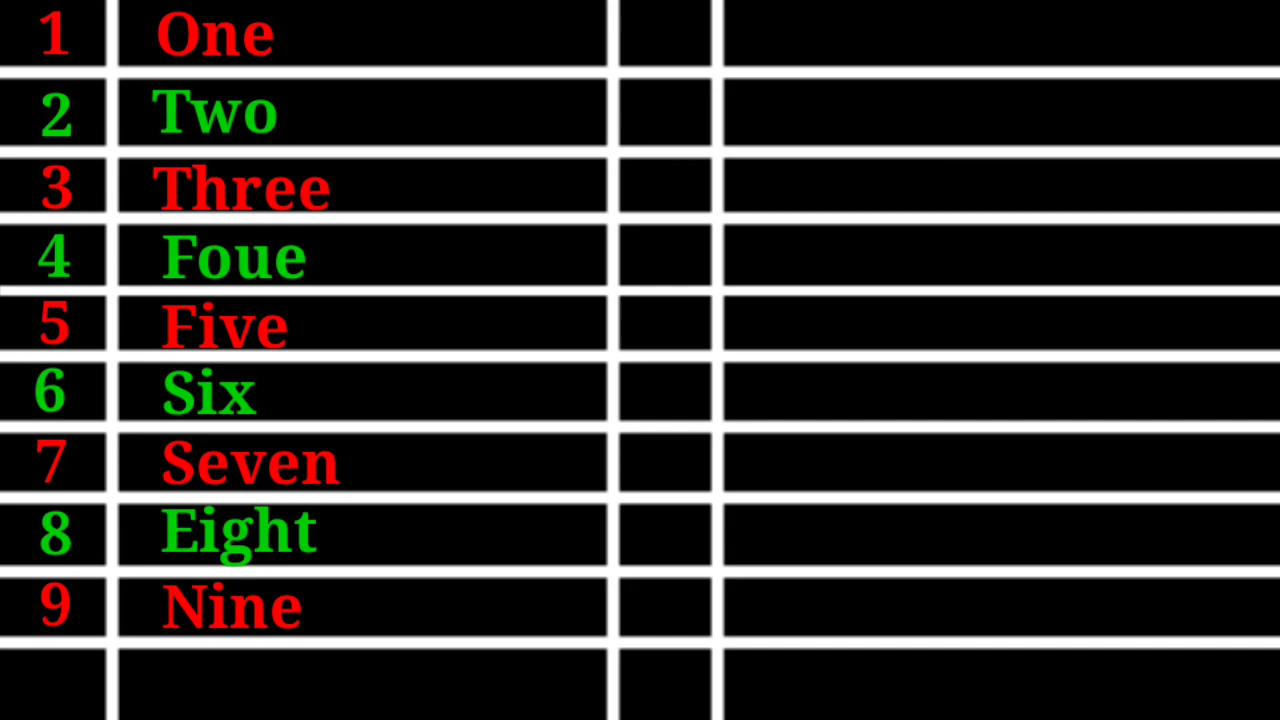 1 One
2 Two
3 Three
4 Foue
5 Five
6 Six
7 Seven
8 Eight
9 Nine